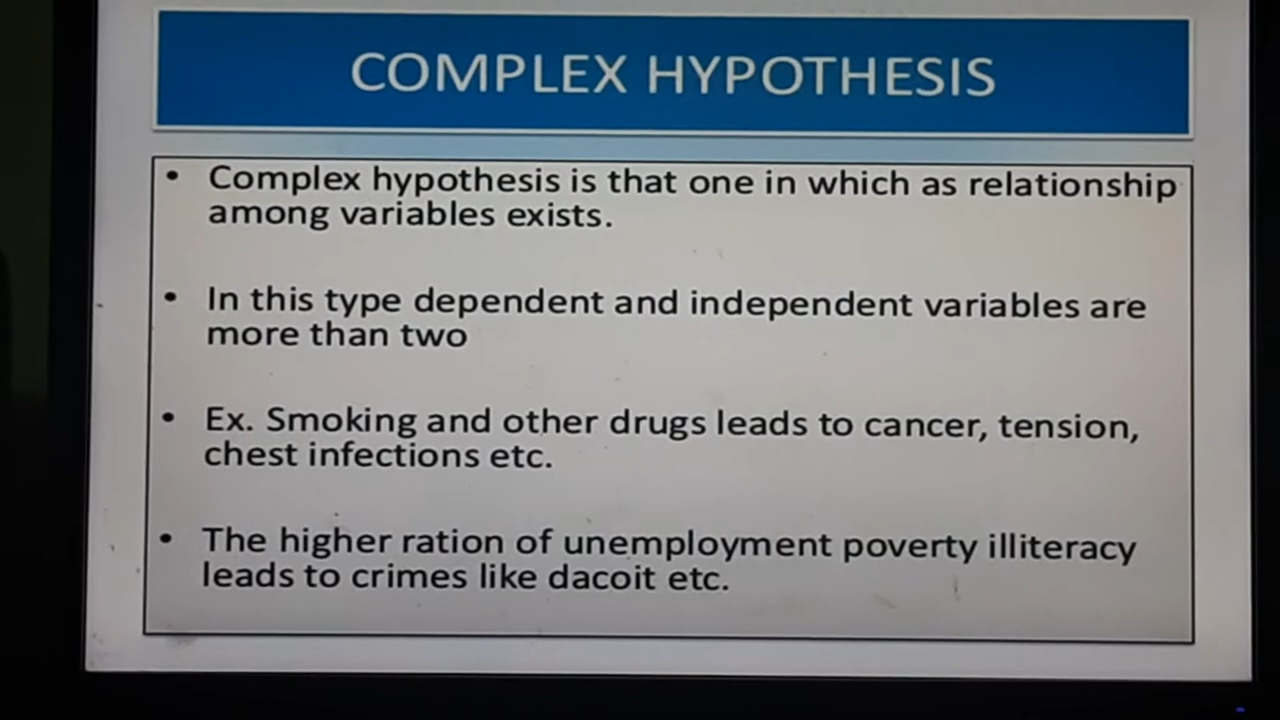 COMPLEX HYPOTHESIS
• Complex hypothesis is that one in which as relationship
among variables exists.
• In this type dependent and independent variables are
more than two
• Ex. Smoking and other drugs leads to cancer, tension,
chest infections etc.
• The higher ration of unemployment poverty illiteracy
leads to crimes like dacoit etc.